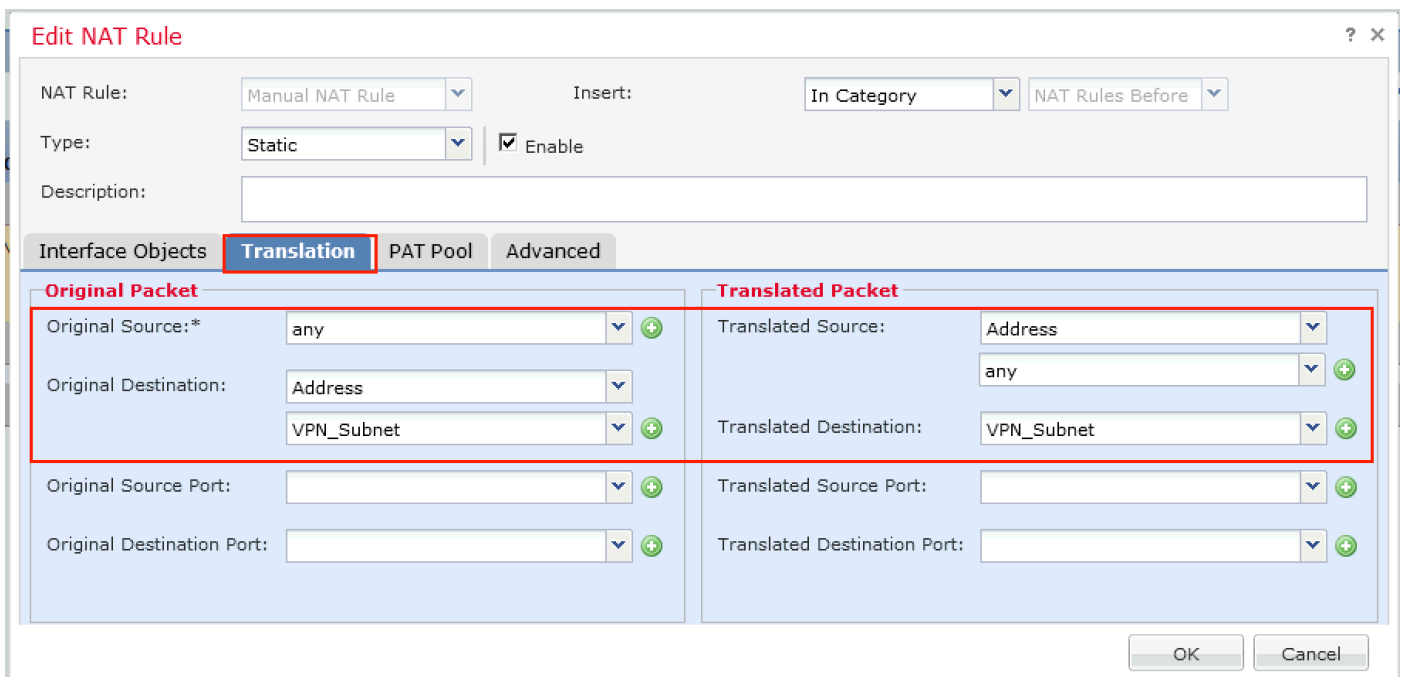 Edit NAT Rule ? ×
NAT Rule: Manual NAT Rule Insert: In Category NAT Rules Before
Type: Static Enable
Description:
Interface Objects Translation PAT Pool Advanced
Original Packet Translated Packet
Original Source:* any Translated Source: Address
any
Original Destination: Address
VPN_Subnet Translated Destination: VPN_Subnet
Original Source Port: Translated Source Port:
Original Destination Port: Translated Destination Port:
OK Cancel